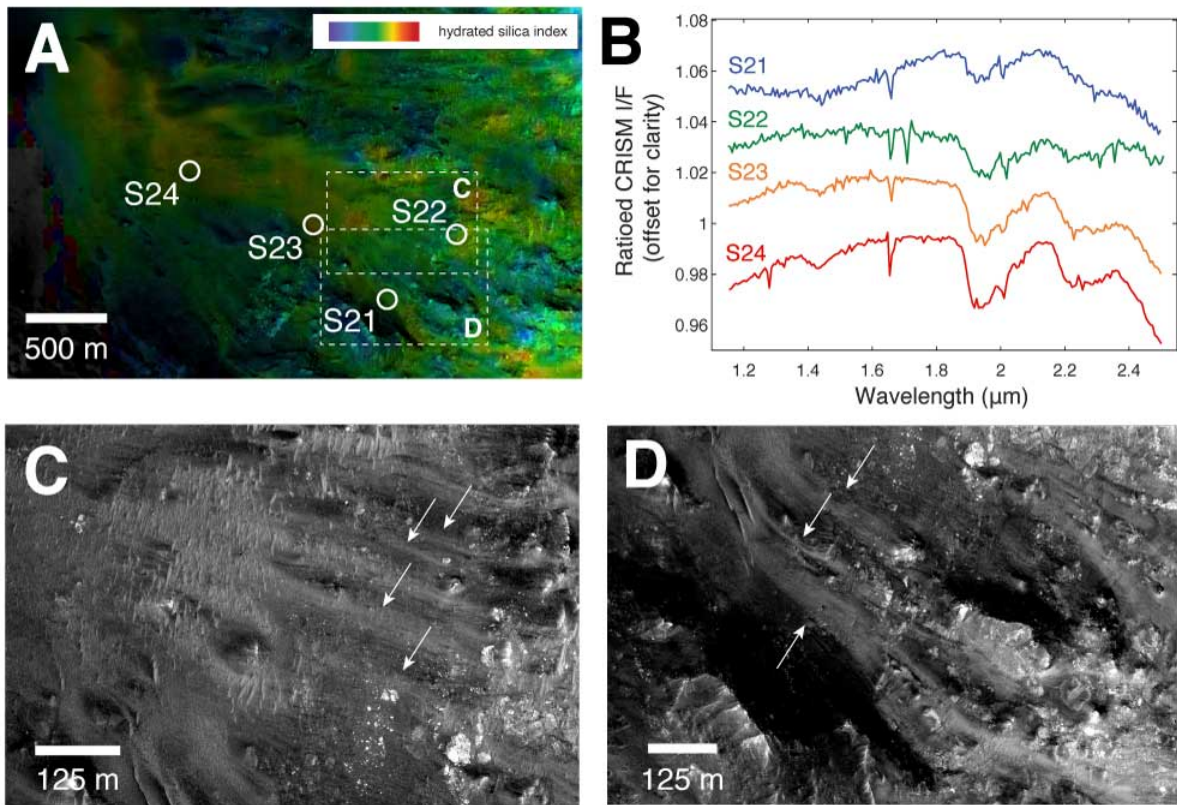 A
hydrated silica index
S24
S23
C
S22
S21
D
500 m
B
Ratioed CRISM I/F
(offset for clarity)
1.08
1.06
1.04
1.02
1
0.98
0.96
S21
S22
S23
S24
1.2
1.4
1.6
1.8
2
2.2
2.4
Wavelength (µm)
C
125 m
D
125 m